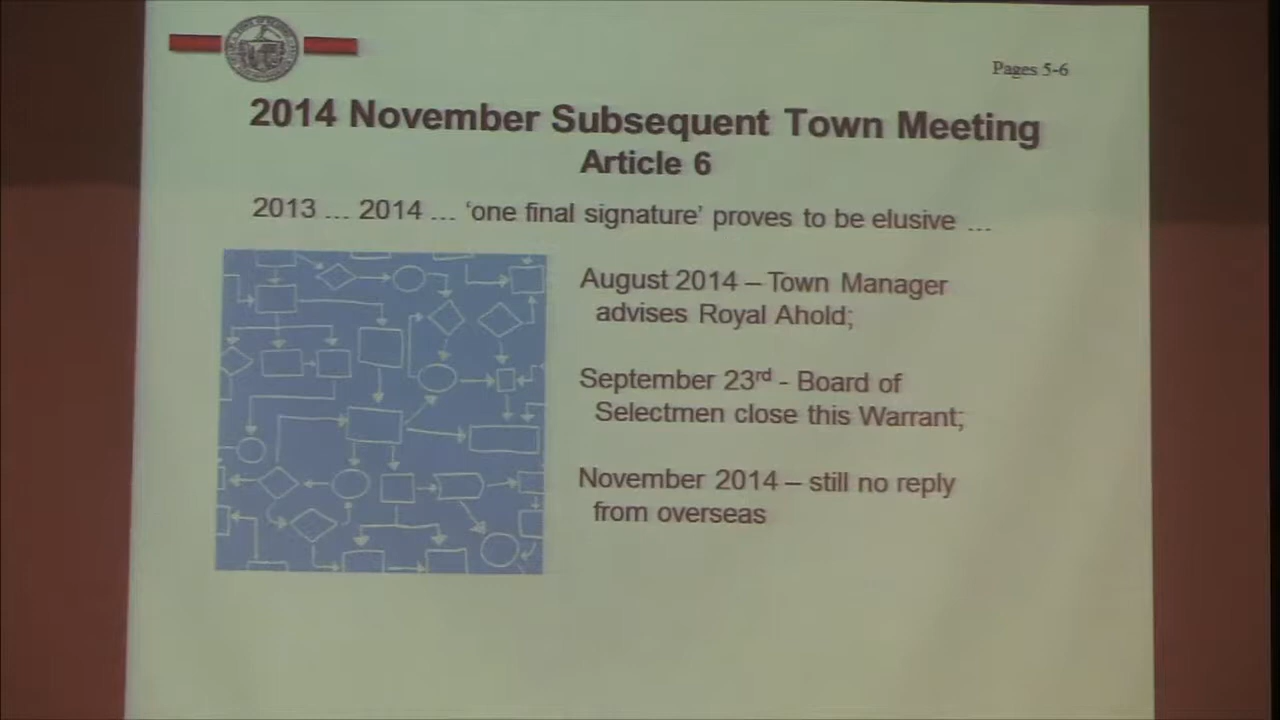 Pages 5-6
2014 November Subsequent Town Meeting
Article 6
2013 ... 2014 ... ‘one final signature’ proves to be elusive ...
August 2014 – Town Manager
advises Royal Ahold;
September 23rd - Board of
Selectmen close this Warrant;
November 2014 – still no reply
from overseas